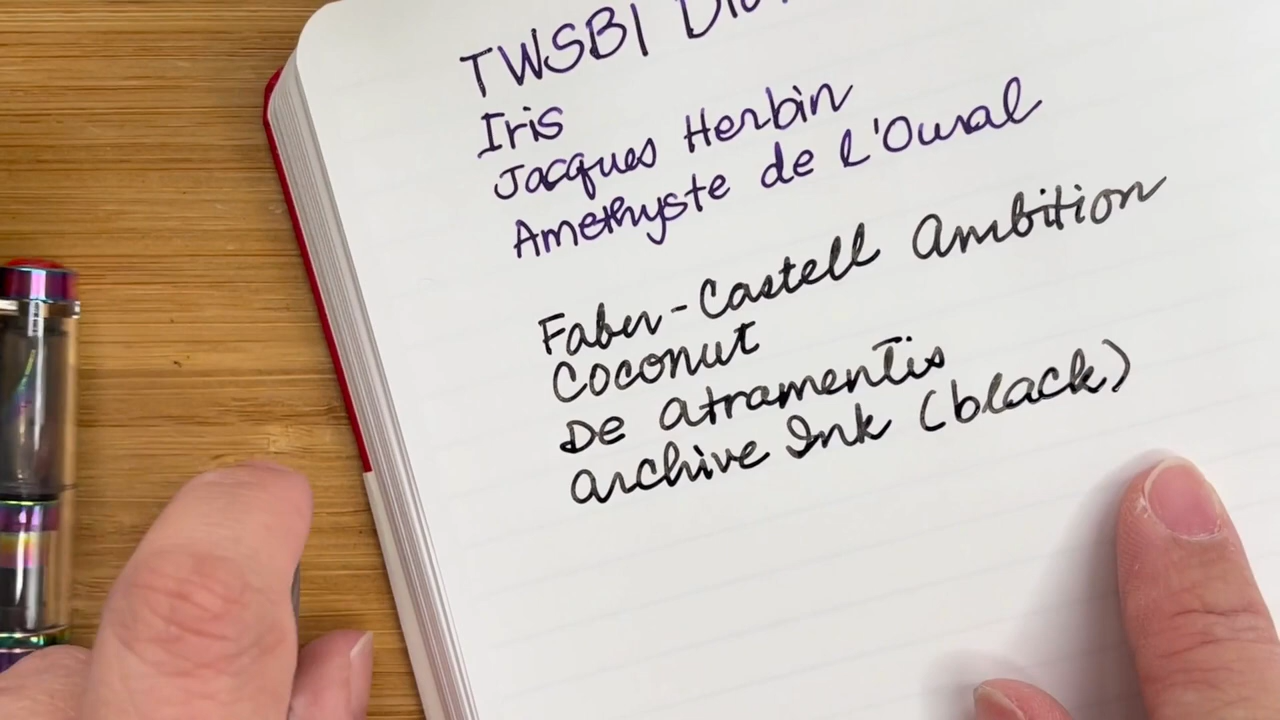 TWSBI
Iris
Jacques Herbin
Amethyste de l'Oural
Faber-Castell Ambition
Coconut
De Atramentis
Archive Ink (black)